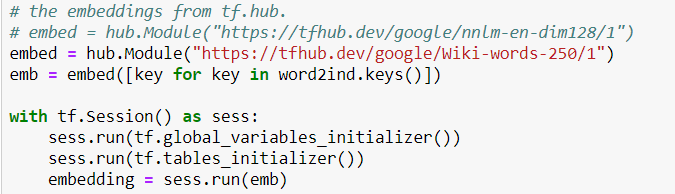 # the embeddings from tf.hub.
# embed = hub.Module("https://tfhub.dev/google/nnlm-en-dim128/1")
embed = hub.Module("https://tfhub.dev/google/Wiki-words-250/1")
emb = embed([key for key in word2ind.keys()])

with tf.Session() as sess:
    sess.run(tf.global_variables_initializer())
    sess.run(tf.tables_initializer())
    embedding = sess.run(emb)